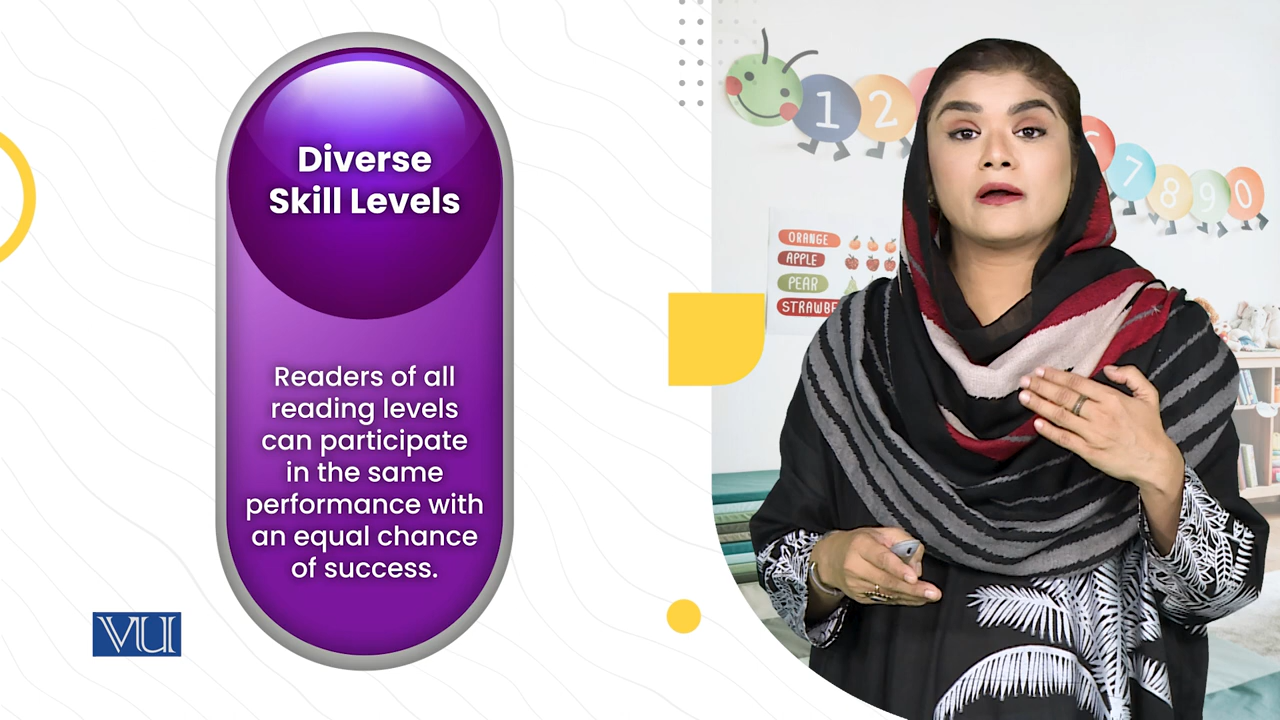 Diverse
Skill Levels
Readers of all
reading levels
can participate
in the same
performance with
an equal chance
of success.
VU
1 2
6 7 8 9 0
ORANGE
APPLE
PEAR